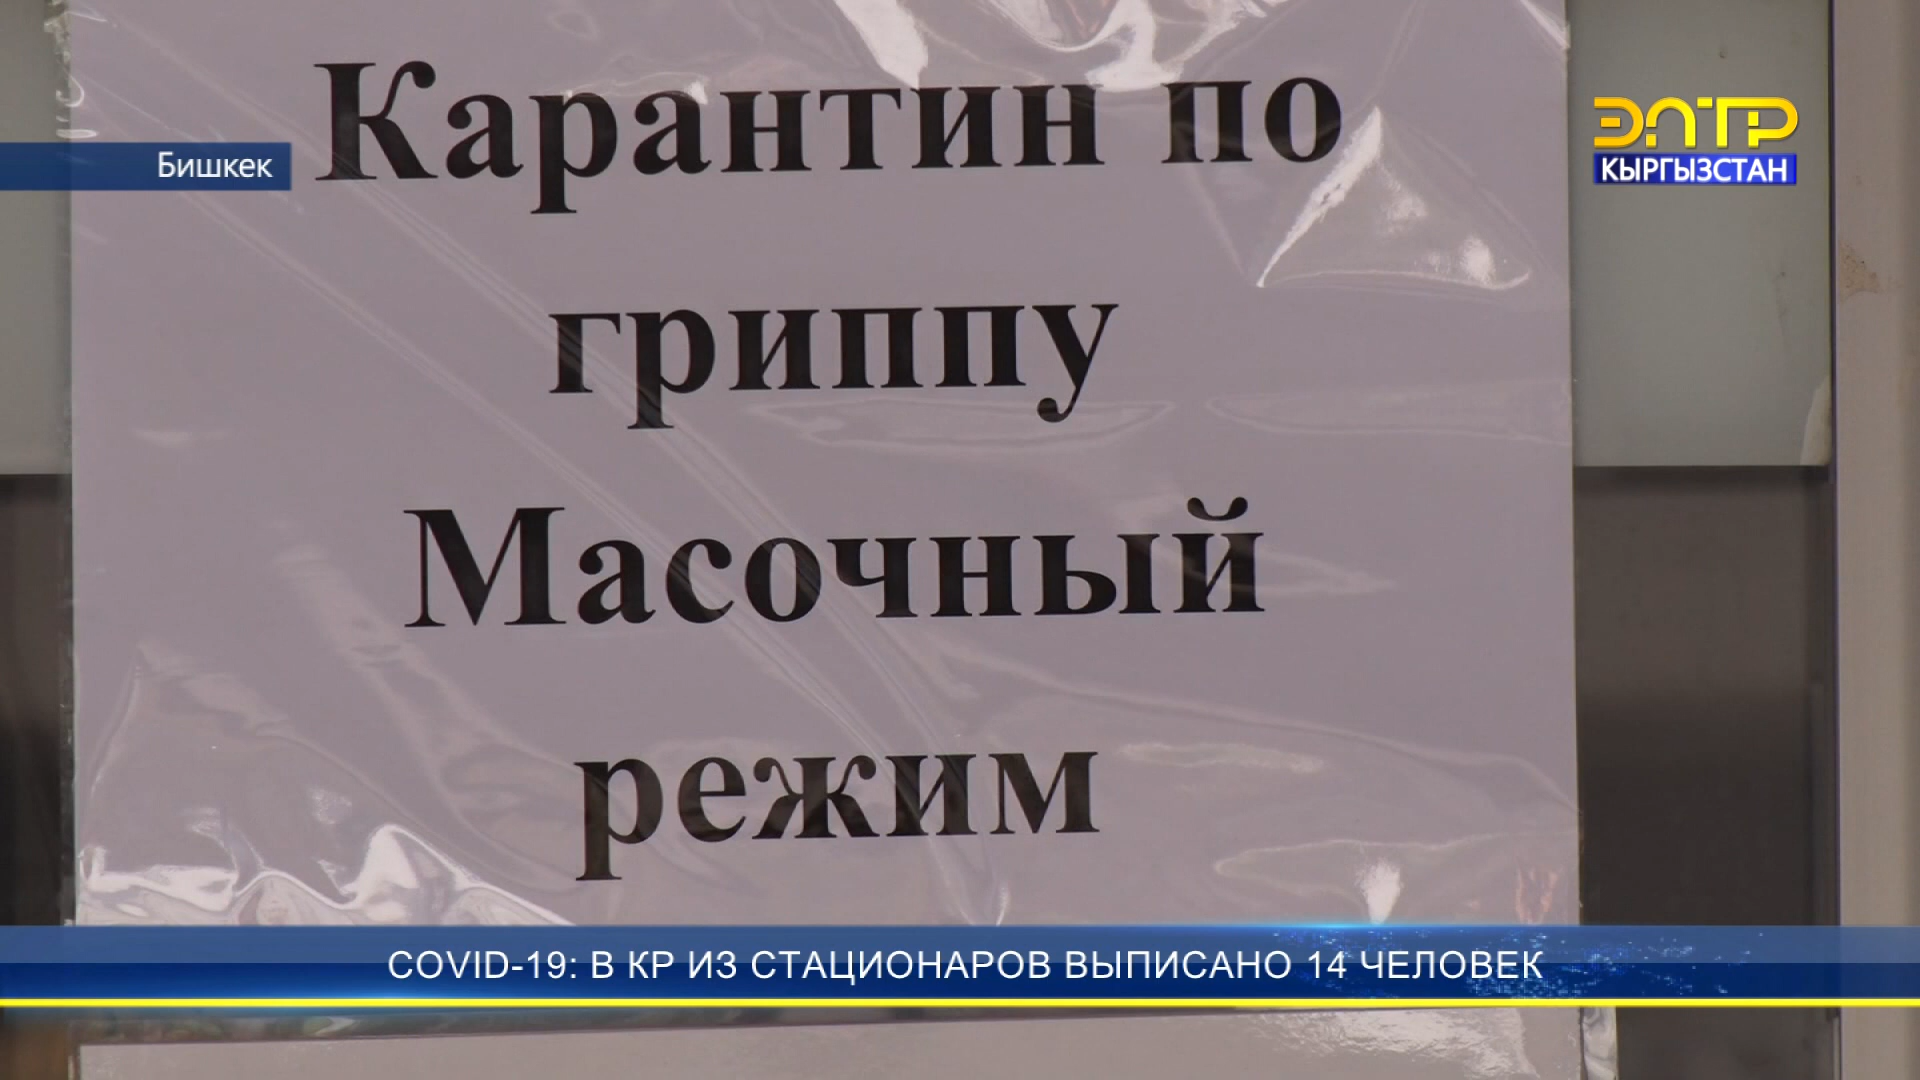 Карантин по
Бишкек
ЭЛТР
КЫРГЫЗСТАН
гриппу
Масочный
режим
COVID-19: В КР ИЗ СТАЦИОНАРОВ ВЫПИСАНО 14 ЧЕЛОВЕК